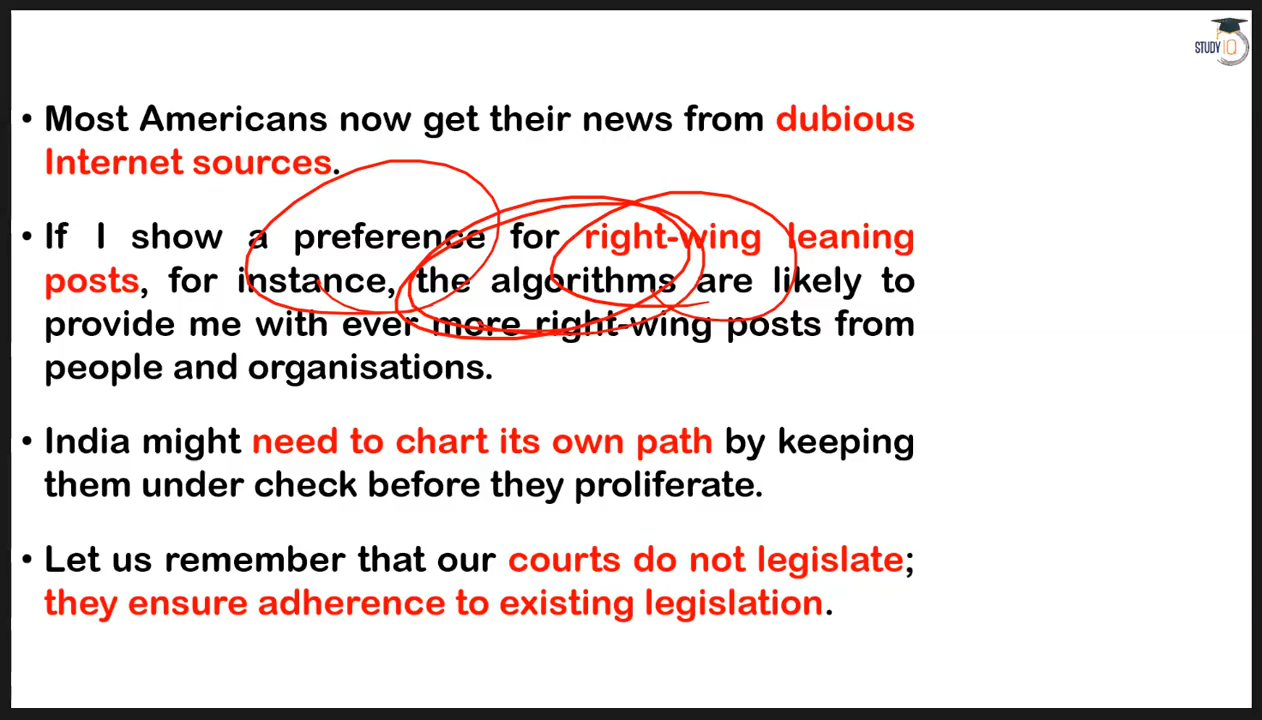 STUDY IQ
• Most Americans now get their news from dubious
Internet sources.
• If I show a preference for right-wing leaning
posts, for instance, the algorithms are likely to
provide me with ever more right-wing posts from
people and organisations.
• India might need to chart its own path by keeping
them under check before they proliferate.
• Let us remember that our courts do not legislate;
they ensure adherence to existing legislation.